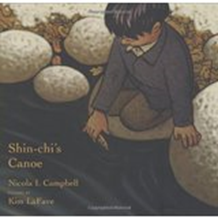 Shin-chi's
Canoe
Nicola I. Campbell
Kim LaFave